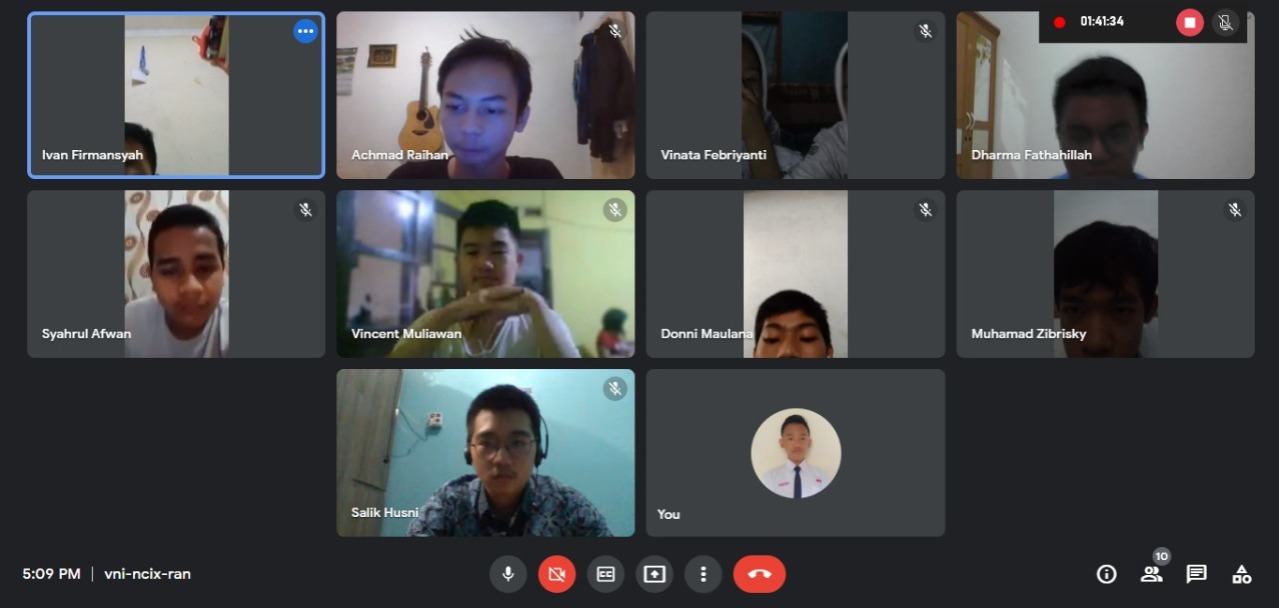 01:41:34
Ivan Firmansyah
Achmad Raihan
Vinata Febriyanti
Dharma Fathahillah
Syahrul Afwan
Vincent Muliawan
Donni Maulana
Muhamad Zibrisky
Salik Husni
You
5:09 PM | vni-ncix-ran
CC
10